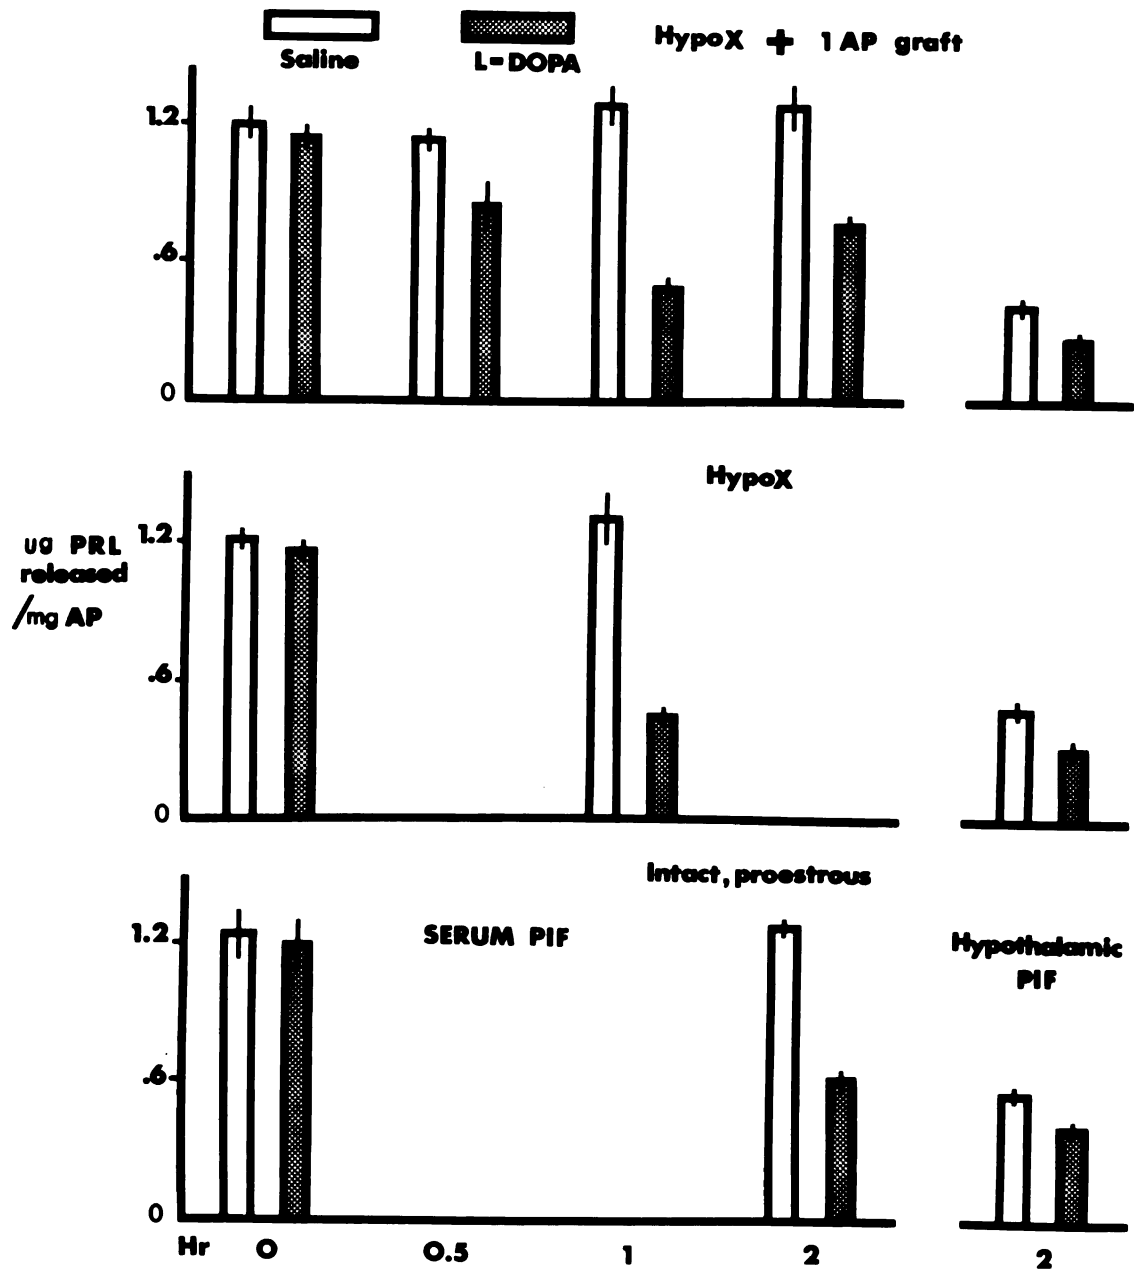 Saline
L-DOPA
HypoX + 1 AP graft
1.2
.6
0
HypoX
ug PRL
released
/mg AP
1.2
.6
0
Intact, proestrous
SERUM PIF
Hypothalamic
PIF
1.2
.6
0
Hr 0 0.5 1 2 2